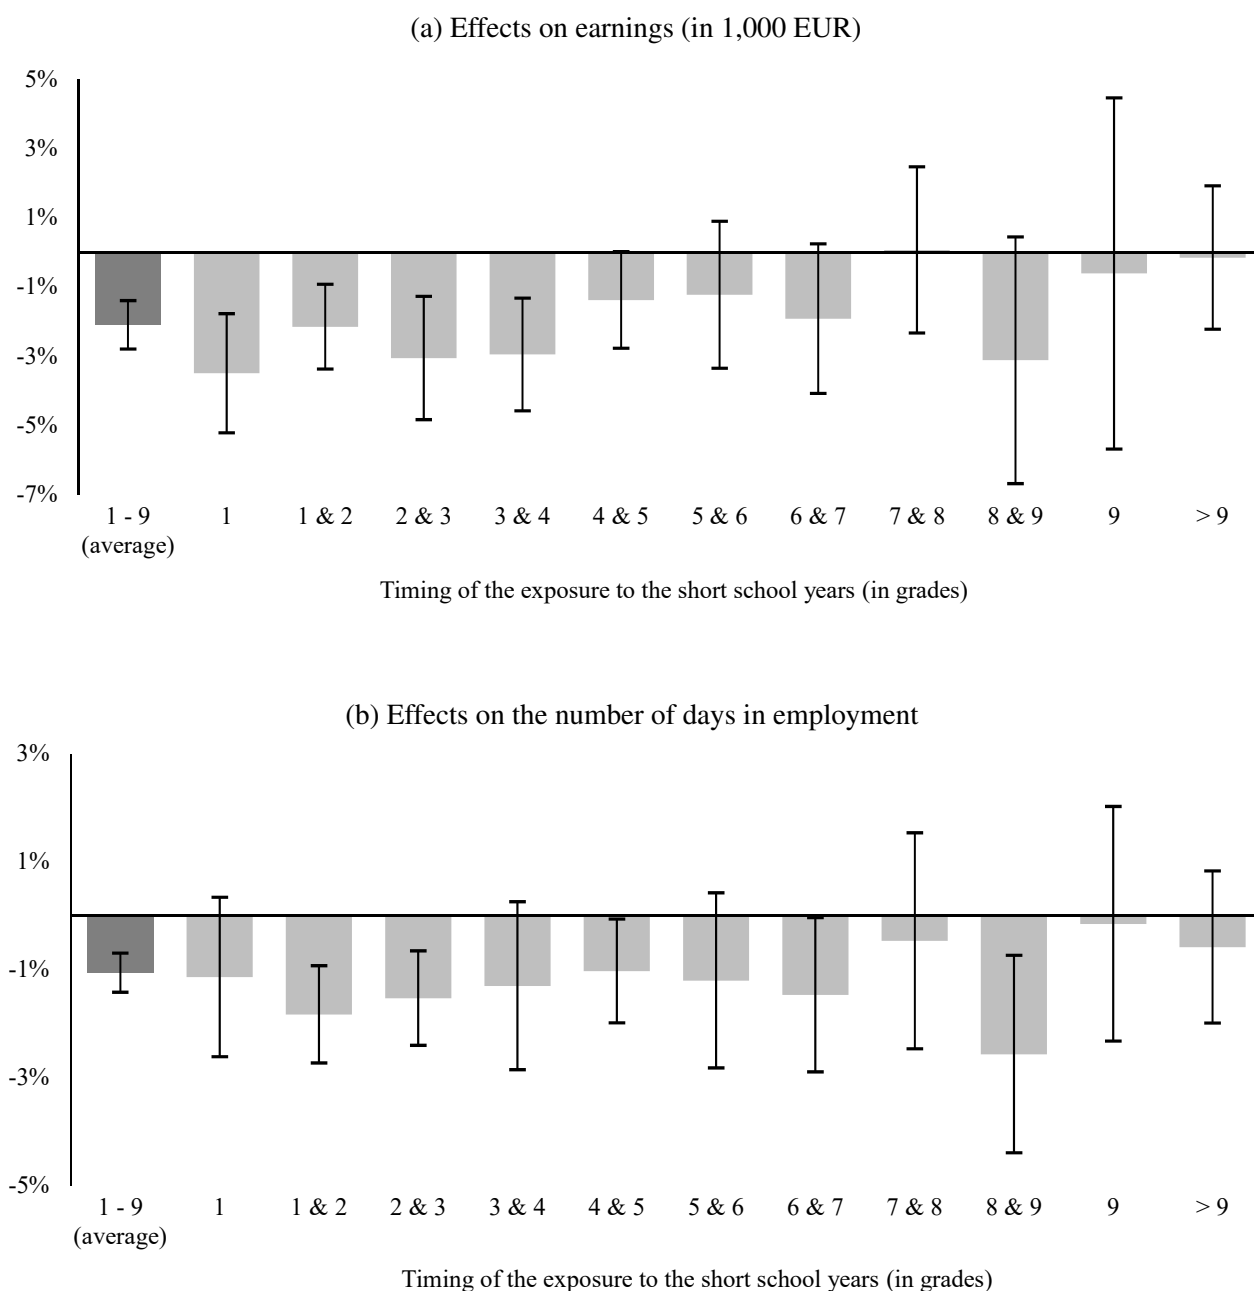 (a) Effects on earnings (in 1,000 EUR)
5%
3%
1%
-1%
-3%
-5%
-7%
1 - 9 1 1 & 2 2 & 3 3 & 4 4 & 5 5 & 6 6 & 7 7 & 8 8 & 9 9 > 9
(average)
Timing of the exposure to the short school years (in grades)
(b) Effects on the number of days in employment
3%
1%
-1%
-3%
-5%
1 - 9 1 1 & 2 2 & 3 3 & 4 4 & 5 5 & 6 6 & 7 7 & 8 8 & 9 9 > 9
(average)
Timing of the exposure to the short school years (in grades)